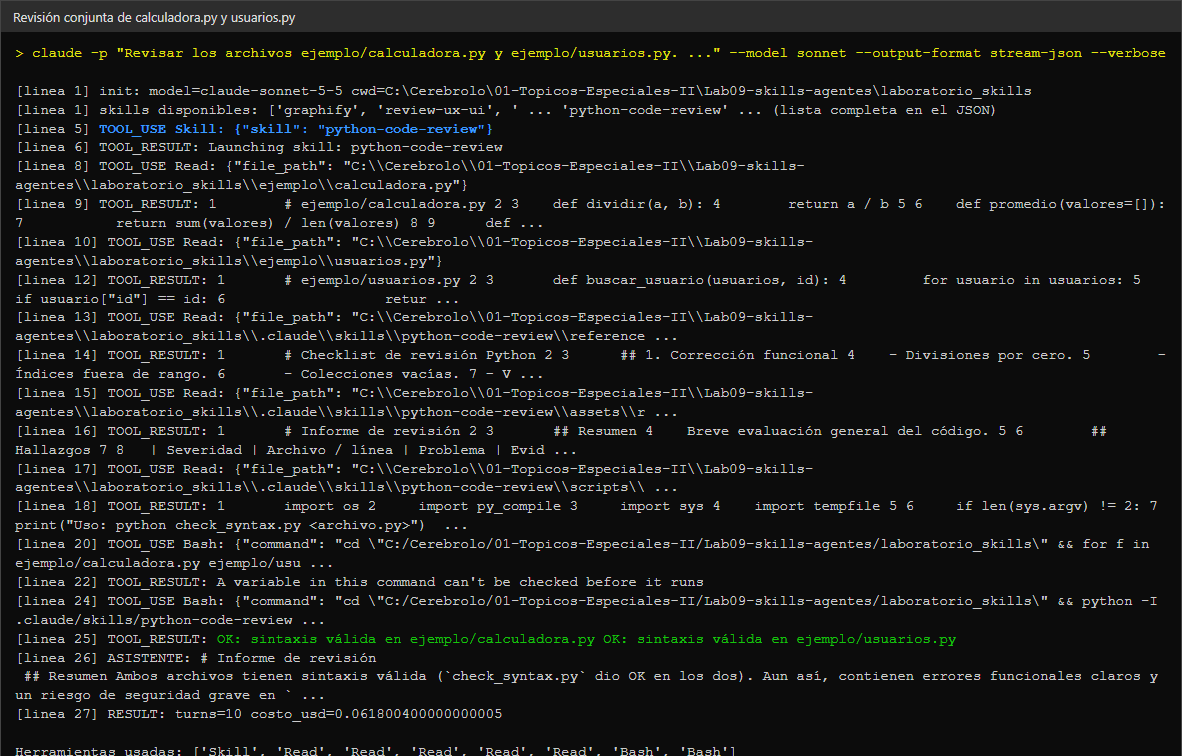 Revisión conjunta de calculadora.py y usuarios.py
> claude -p "Revisar los archivos ejemplo/calculadora.py y ejemplo/usuarios.py. ..." --model sonnet --output-format stream-json --verbose
[linea 1] init: model=claude-sonnet-5-5 cwd=C:\Cerebrolo\01-Topicos-Especiales-II\Lab09-skills-agentes\laboratorio_skills
[linea 1] skills disponibles: ['graphify', 'review-ux-ui', ' ... 'python-code-review' ... (lista completa en el JSON)
[linea 5] TOOL_USE Skill: {"skill": "python-code-review"}
[linea 6] TOOL_RESULT: Launching skill: python-code-review
[linea 8] TOOL_USE Read: {"file_path": "C:\\Cerebrolo\\01-Topicos-Especiales-II\\Lab09-skills-
agentes\\laboratorio_skills\\ejemplo\\calculadora.py"}
[linea 9] TOOL_RESULT: 1 # ejemplo/calculadora.py 2 3 def dividir(a, b): 4 return a / b 5 6 def promedio(valores=[]):
7 return sum(valores) / len(valores) 8 9 def ...
[linea 10] TOOL_USE Read: {"file_path": "C:\\Cerebrolo\\01-Topicos-Especiales-II\\Lab09-skills-
agentes\\laboratorio_skills\\ejemplo\\usuarios.py"}
[linea 12] TOOL_RESULT: 1 # ejemplo/usuarios.py 2 3 def buscar_usuario(usuarios, id): 4 for usuario in usuarios: 5
if usuario["id"] == id: 6 retur ...
[linea 13] TOOL_USE Read: {"file_path": "C:\\Cerebrolo\\01-Topicos-Especiales-II\\Lab09-skills-
agentes\\laboratorio_skills\\.claude\\skills\\python-code-review\\reference ...
[linea 14] TOOL_RESULT: 1 # Checklist de revisión Python 2 3 ## 1. Corrección funcional 4 - Divisiones por cero. 5 -
Índices fuera de rango. 6 - Colecciones vacías. 7 - V ...
[linea 15] TOOL_USE Read: {"file_path": "C:\\Cerebrolo\\01-Topicos-Especiales-II\\Lab09-skills-
agentes\\laboratorio_skills\\.claude\\skills\\python-code-review\\assets\\r ...
[linea 16] TOOL_RESULT: 1 # Informe de revisión 2 3 ## Resumen 4 Breve evaluación general del código. 5 6 ##
Hallazgos 7 8 | Severidad | Archivo / línea | Problema | Evid ...
[linea 17] TOOL_USE Read: {"file_path": "C:\\Cerebrolo\\01-Topicos-Especiales-II\\Lab09-skills-
agentes\\laboratorio_skills\\.claude\\skills\\python-code-review\\scripts\\ ...
[linea 18] TOOL_RESULT: 1 import os 2 import py_compile 3 import sys 4 import tempfile 5 6 if len(sys.argv) != 2: 7
print("Uso: python check_syntax.py <archivo.py>") ...
[linea 20] TOOL_USE Bash: {"command": "cd \"C:/Cerebrolo/01-Topicos-Especiales-II/Lab09-skills-agentes/laboratorio_skills\" && for f in
ejemplo/calculadora.py ejemplo/usu ...
[linea 22] TOOL_RESULT: A variable in this command can't be checked before it runs
[linea 24] TOOL_USE Bash: {"command": "cd \"C:/Cerebrolo/01-Topicos-Especiales-II/Lab09-skills-agentes/laboratorio_skills\" && python -I
.claude/skills/python-code-review ...
[linea 25] TOOL_RESULT: OK: sintaxis válida en ejemplo/calculadora.py OK: sintaxis válida en ejemplo/usuarios.py
[linea 26] ASISTENTE: # Informe de revisión
## Resumen Ambos archivos tienen sintaxis válida (`check_syntax.py` dio OK en los dos). Aun así, contienen errores funcionales claros y
un riesgo de seguridad grave en ` ...
[linea 27] RESULT: turns=10 costo_usd=0.061800400000000005
Herramientas usadas: ['Skill', 'Read', 'Read', 'Read', 'Read', 'Read', 'Bash', 'Bash']